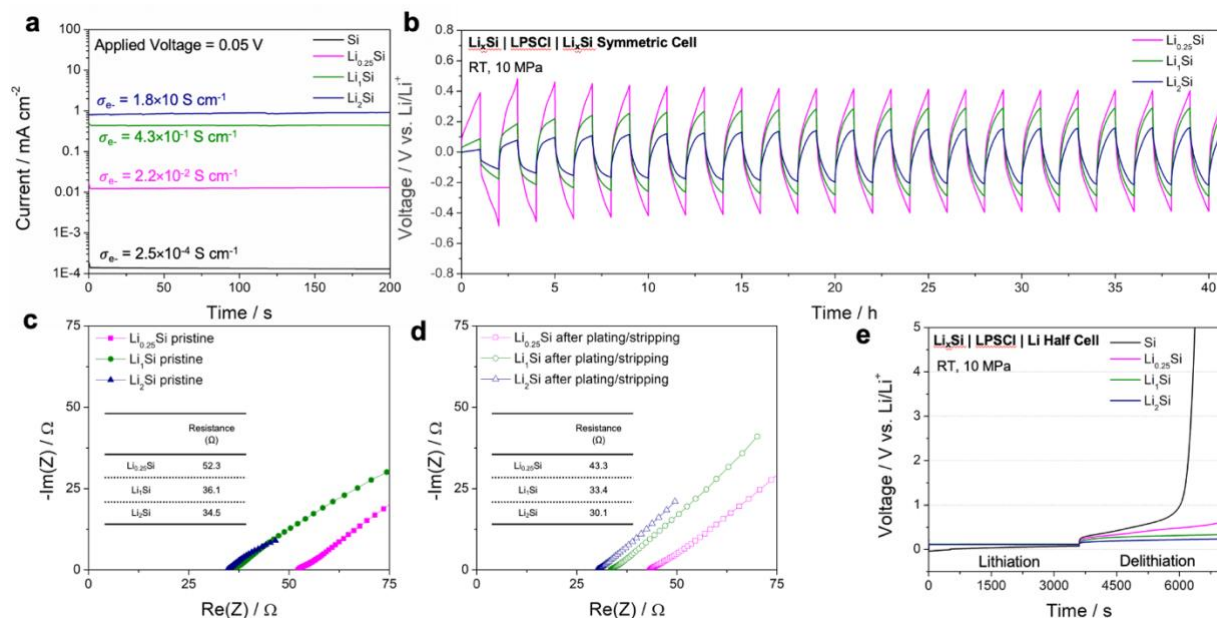 a
Applied Voltage = 0.05 V
Si
Li0.25Si
Li1Si
Li2Si
σe- = 1.8×10 S cm-1
σe- = 4.3×10-1 S cm-1
σe- = 2.2×10-2 S cm-1
σe- = 2.5×10-4 S cm-1
Current / mA cm-2
100
10
1
0.1
0.01
1E-3
1E-4
0 50 100 150 200
Time / s
b
LixSi | LPSCl | LixSi Symmetric Cell
RT, 10 MPa
Li0.25Si
Li1Si
Li2Si
Voltage / V vs. Li/Li+
0.8
0.6
0.4
0.2
0.0
-0.2
-0.4
-0.6
-0.8
0 5 10 15 20 25 30 35 40
Time / h
c
Li0.25Si pristine
Li1Si pristine
Li2Si pristine
Resistance
(Ω)
Li0.25Si 52.3
Li1Si 36.1
Li2Si 34.5
-Im(Z) / Ω
75
50
25
0
0 25 50 75
Re(Z) / Ω
d
Li0.25Si after plating/stripping
Li1Si after plating/stripping
Li2Si after plating/stripping
Resistance
(Ω)
Li0.25Si 43.3
Li1Si 33.4
Li2Si 30.1
-Im(Z) / Ω
75
50
25
0
0 25 50 75
Re(Z) / Ω
e
LixSi | LPSCl | Li Half Cell
RT, 10 MPa
Si
Li0.25Si
Li1Si
Li2Si
Voltage / V vs. Li/Li+
5
4
3
2
1
0
Lithiation
Delithiation
0 1500 3000 4500 6000
Time / s